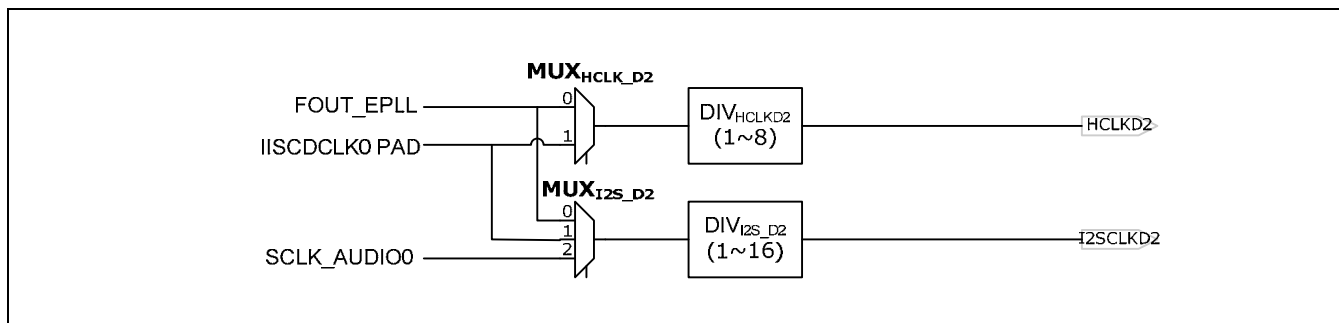 MUXHCLK_D2
FOUT_EPLL
0
DIVHCLKD2
(1~8)
HCLKD2
IISCDCLK0 PAD
1
MUXI2S_D2
0
1
2
DIVI2S_D2
(1~16)
I2SCLKD2
SCLK_AUDIO0